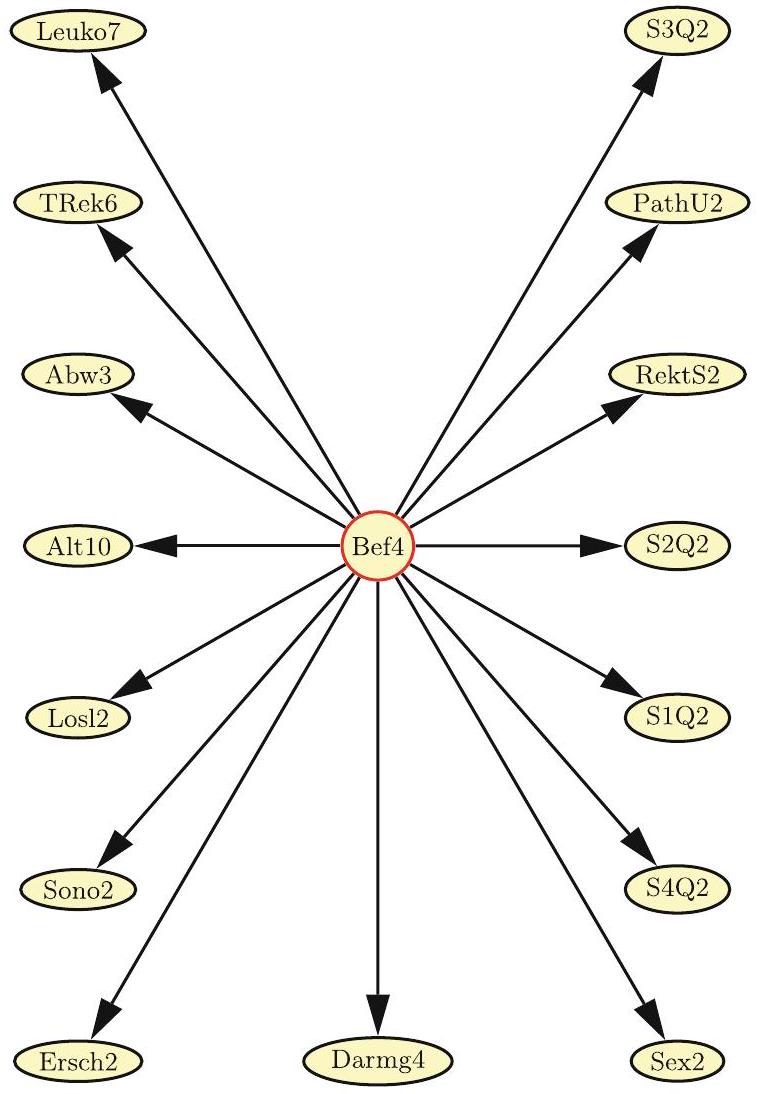 Leuko7
S3Q2
TRek6
PathU2
Abw3
RektS2
Alt10
Bef4
S2Q2
Losl2
S1Q2
Sono2
S4Q2
Ersch2
Darmg4
Sex2